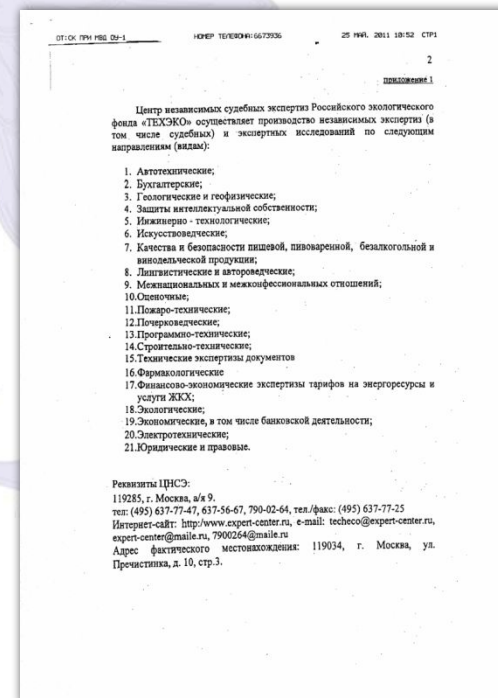 ОТ:СК ПРИ МВД ОУ-1 НОМЕР ТЕЛЕФОНА:6673936 25 МАЙ. 2011 10:52 СТР1
2
приложение 1
Центр независимых судебных экспертиз Российского экологического
фонда «ТЕХЭКО» осуществляет производство независимых экспертиз (в
том числе судебных) и экспертных исследований по следующим
направлениям (видам):
1. Автотехнические;
2. Бухгалтерские;
3. Геологические и геофизические;
4. Защиты интеллектуальной собственности;
5. Инжинерно - технологические;
6. Искусствоведческие;
7. Качества и безопасности пищевой, пивоваренной, безалкогольной и
винодельческой продукции;
8. Лингвистические и автороведческие;
9. Межнациональных и межконфессиональных отношений;
10.Оценочные;
11.Пожаро-технические;
12.Почерковедческие;
13.Программно-технические;
14.Строительно-технические;
15.Технические экспертизы документов
16.Фармакологические
17.Финансово-экономические экспертизы тарифов на энергоресурсы и
услуги ЖКХ;
18.Экологические;
19.Экономические, в том числе банковской деятельности;
20.Электротехнические;
21.Юридические и правовые.
Реквизиты ЦНСЭ:
119285, г. Москва, а/я 9.
тел: (495) 637-77-47, 637-56-67, 790-02-64, тел./факс: (495) 637-77-25
Интернет-сайт: http:/www.expert-center.ru, e-mail: techeco@expert-center.ru,
expert-center@maile.ru, 7900264@maile.ru
Адрес фактического местонахождения: 119034, г. Москва, ул.
Пречистинка, д. 10, стр.3.